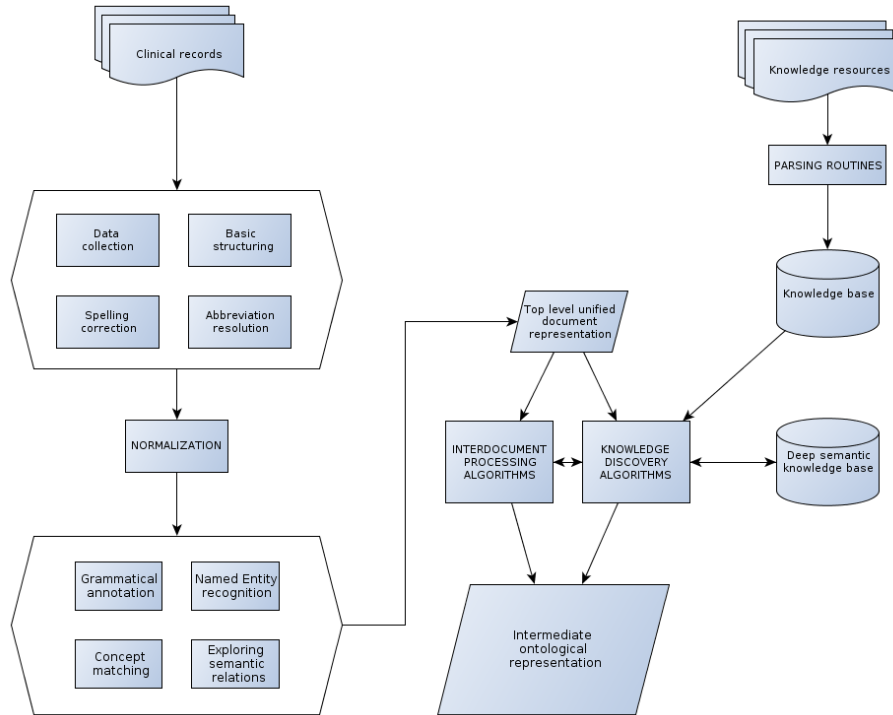 Clinical records
Knowledge resources
PARSING ROUTINES
Data
collection
Basic
structuring
Spelling
correction
Abbreviation
resolution
Knowledge base
Top level unified
document
representation
NORMALIZATION
INTERDOCUMENT
PROCESSING
ALGORITHMS
KNOWLEDGE
DISCOVERY
ALGORITHMS
Deep semantic
knowledge base
Grammatical
annotation
Named Entity
recognition
Concept
matching
Exploring
semantic
relations
Intermediate
ontological
representation